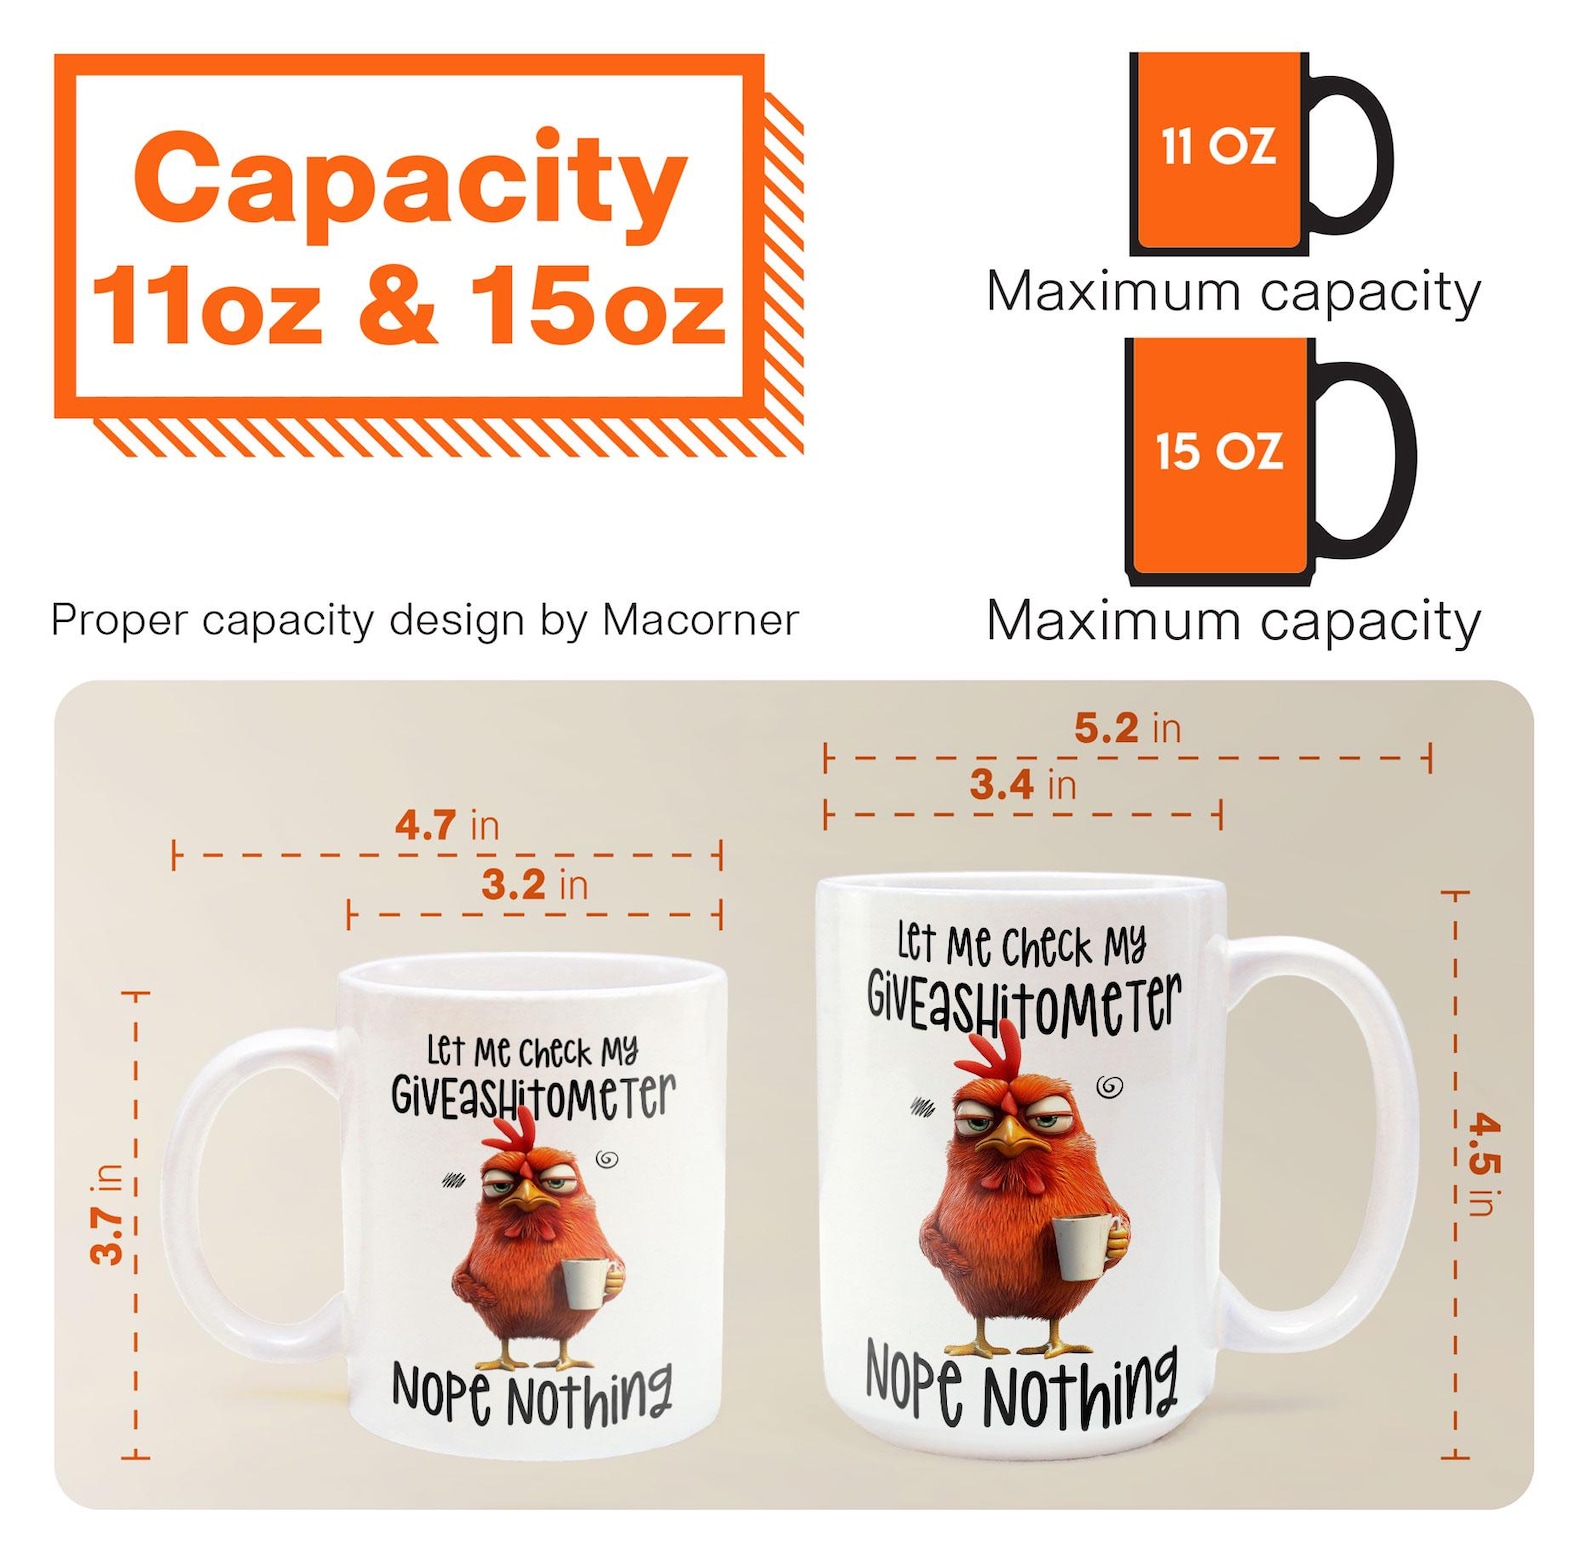 Capacity
11oz & 15oz
11 OZ
Maximum capacity
15 OZ
Maximum capacity
Proper capacity design by Macorner
5.2 in
3.4 in
4.7 in
3.2 in
3.7 in
4.5 in
Let Me Check My
GiVEaSHitOMeTer
NOPE NOthing
Let Me Check My
GiVEaSHitOMeTer
NOPE NOthing